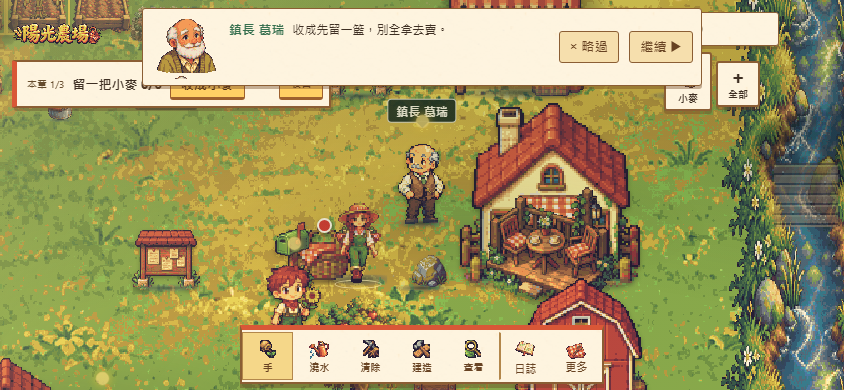 陽光農場
鎮長 葛瑞 收成先留一籃，別全拿去賣。
× 略過
繼續 ▶
本章 1/3 留一把小麥
小麥
+
全部
鎮長 葛瑞
手
澆水
清除
建造
查看
日誌
更多